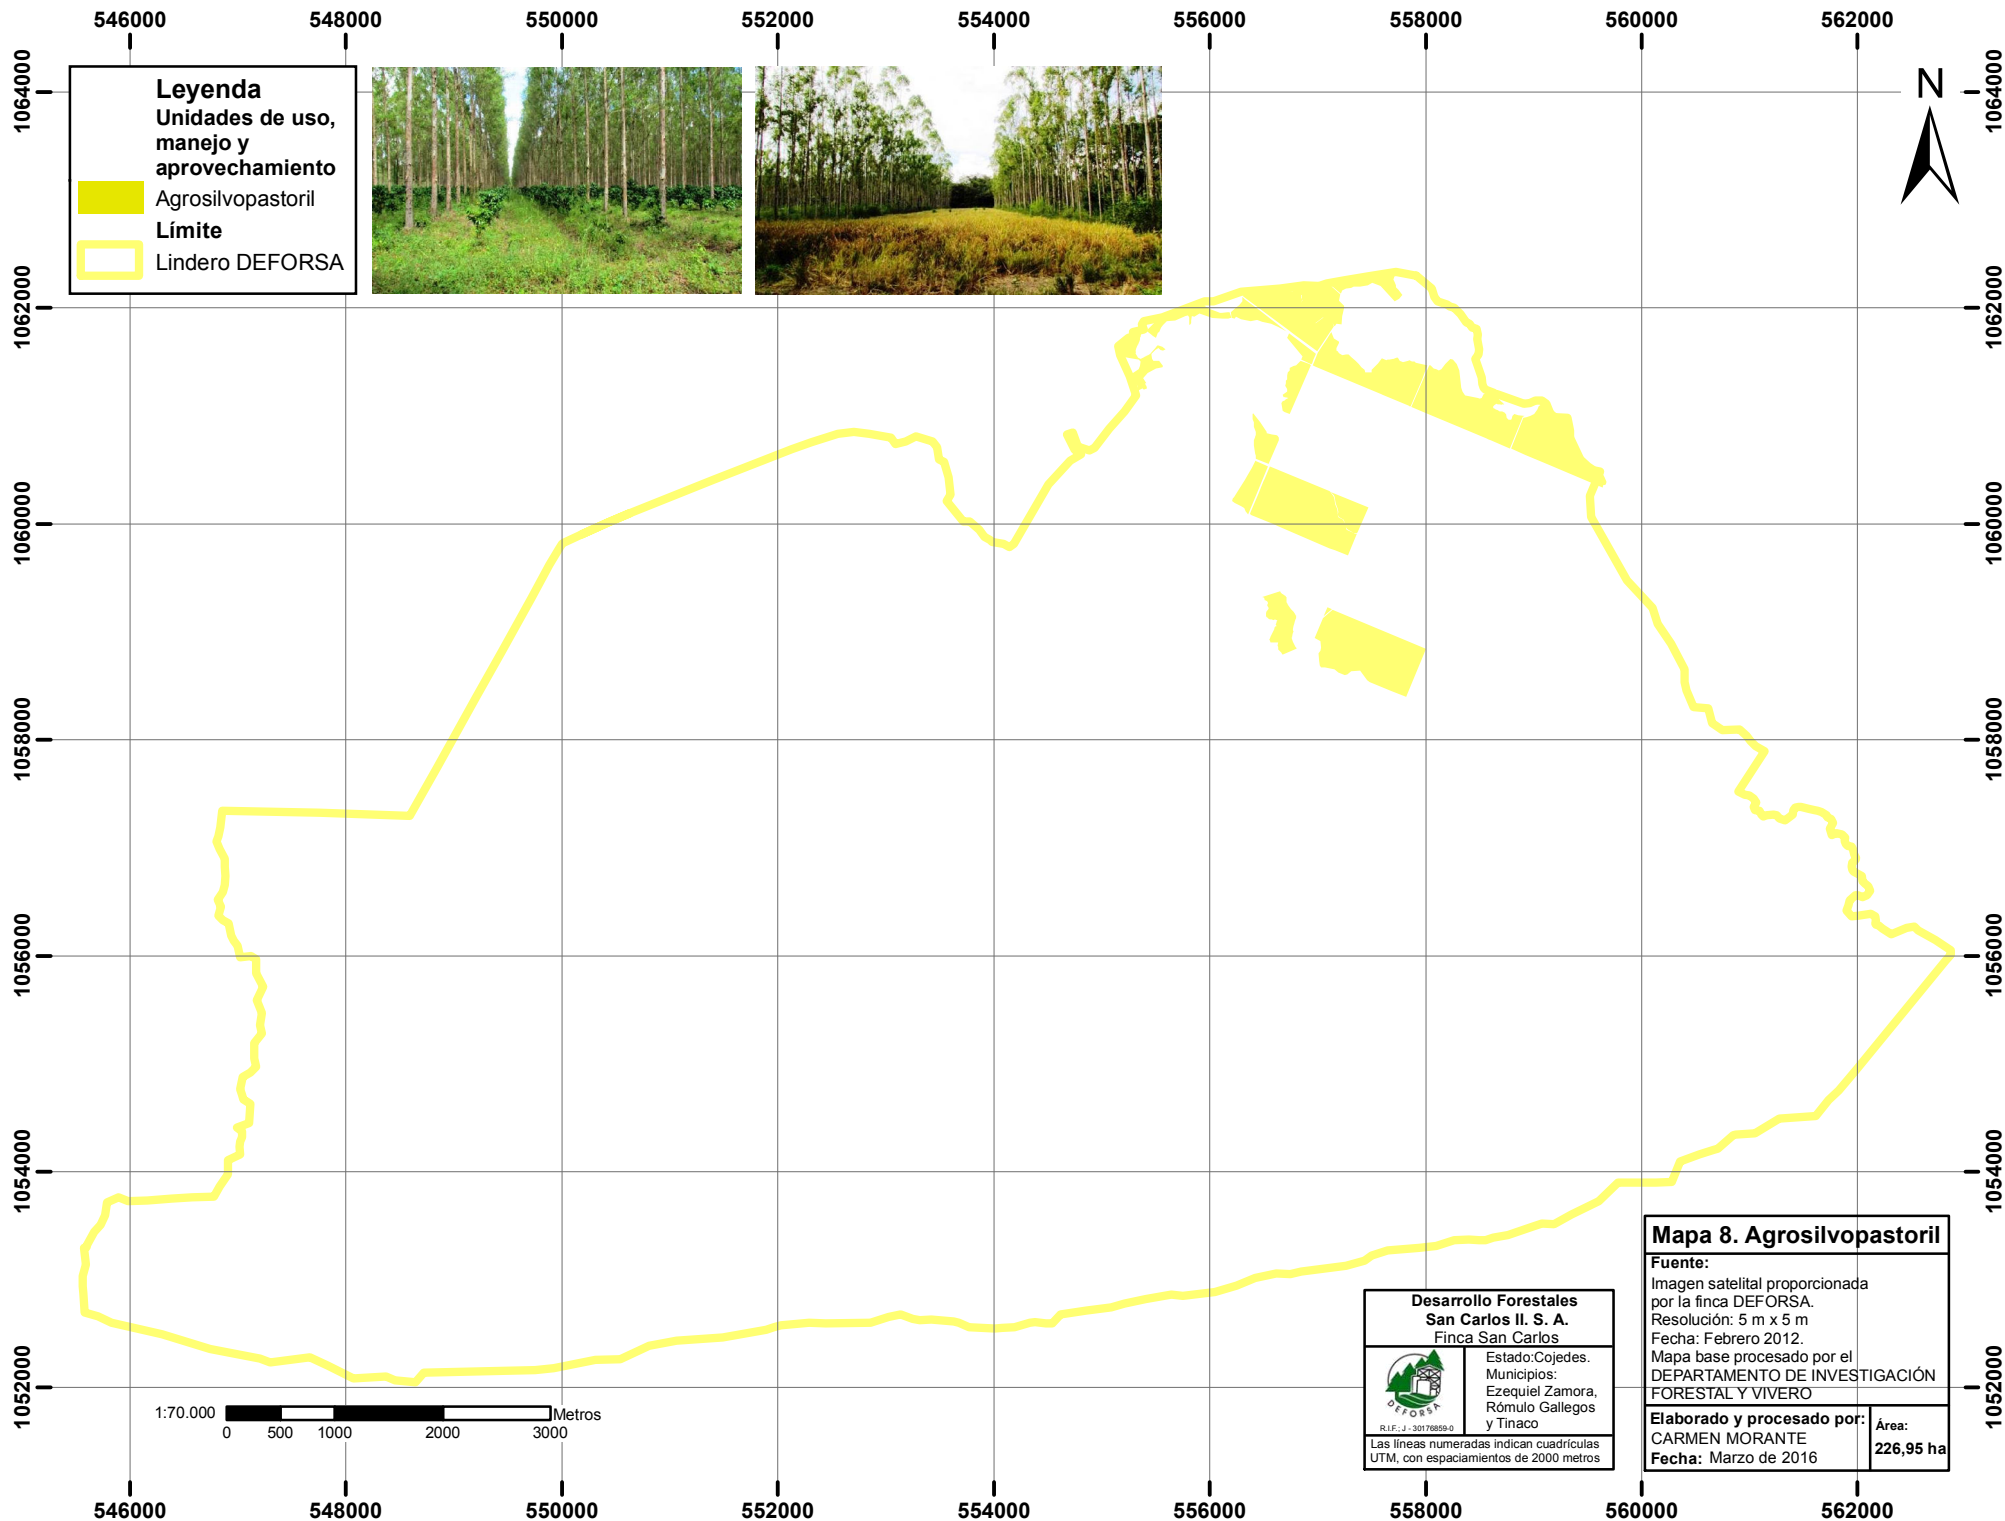 546000 548000 550000 552000 554000 556000 558000 560000 562000
1064000
1062000
1060000
1058000
1056000
1054000
1052000
Leyenda
Unidades de uso,
manejo y
aprovechamiento
Agrosilvopastoril
Límite
Lindero DEFORSA
N
1064000
1062000
1060000
1058000
1056000
1054000
1052000
1:70.000
Metros
0 500 1000 2000 3000
Desarrollo Forestales
San Carlos II. S. A.
Finca San Carlos
DEFORSA
R.I.F.; J - 30176859-0
Estado:Cojedes.
Municipios:
Ezequiel Zamora,
Rómulo Gallegos
y Tinaco
Las líneas numeradas indican cuadrículas
UTM, con espaciamientos de 2000 metros
Mapa 8. Agrosilvopastoril
Fuente:
Imagen satelital proporcionada
por la finca DEFORSA.
Resolución: 5 m x 5 m
Fecha: Febrero 2012.
Mapa base procesado por el
DEPARTAMENTO DE INVESTIGACIÓN
FORESTAL Y VIVERO
Elaborado y procesado por:
CARMEN MORANTE
Fecha: Marzo de 2016
Área:
226,95 ha
546000 548000 550000 552000 554000 556000 558000 560000 562000